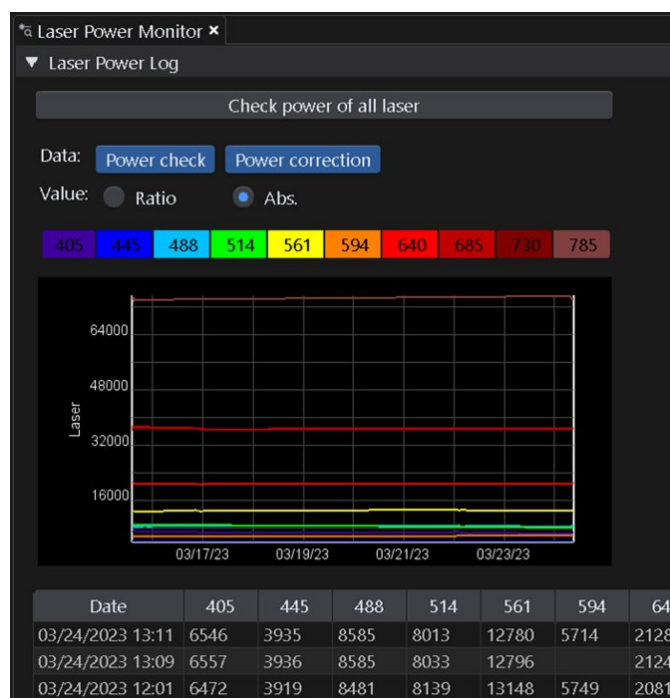 Laser Power Monitor ×
Laser Power Log
Check power of all laser
Data: Power check Power correction
Value: Ratio Abs.
405 445 488 514 561 594 640 685 730 785
64000
48000
Laser
32000
16000
03/17/23 03/19/23 03/21/23 03/23/23
Date 405 445 488 514 561 594 64
03/24/2023 13:11 6546 3935 8585 8013 12780 5714 2128
03/24/2023 13:09 6557 3936 8585 8033 12796 2124
03/24/2023 12:01 6472 3919 8481 8139 13148 5749 2081